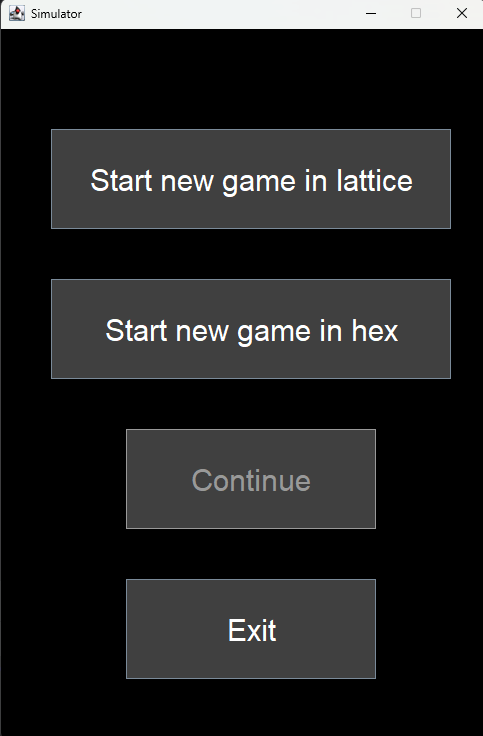 Simulator
Start new game in lattice
Start new game in hex
Continue
Exit